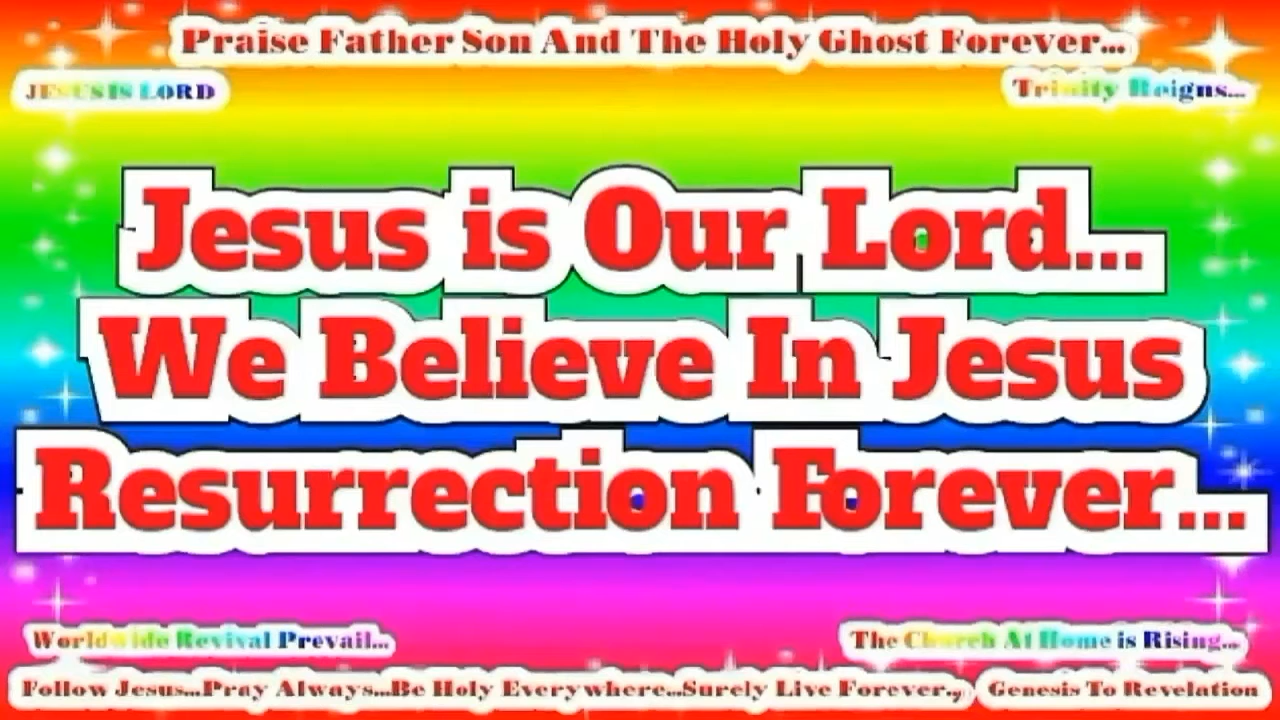 Praise Father Son And The Holy Ghost Forever...
JESUS IS LORD
Trinity Reigns...
Jesus is Our Lord...
We Believe In Jesus
Resurrection Forever...
Worldwide Revival Prevail...
The Church At Home is Rising...
Follow Jesus...Pray Always...Be Holy Everywhere...Surely Live Forever.,, Genesis To Revelation